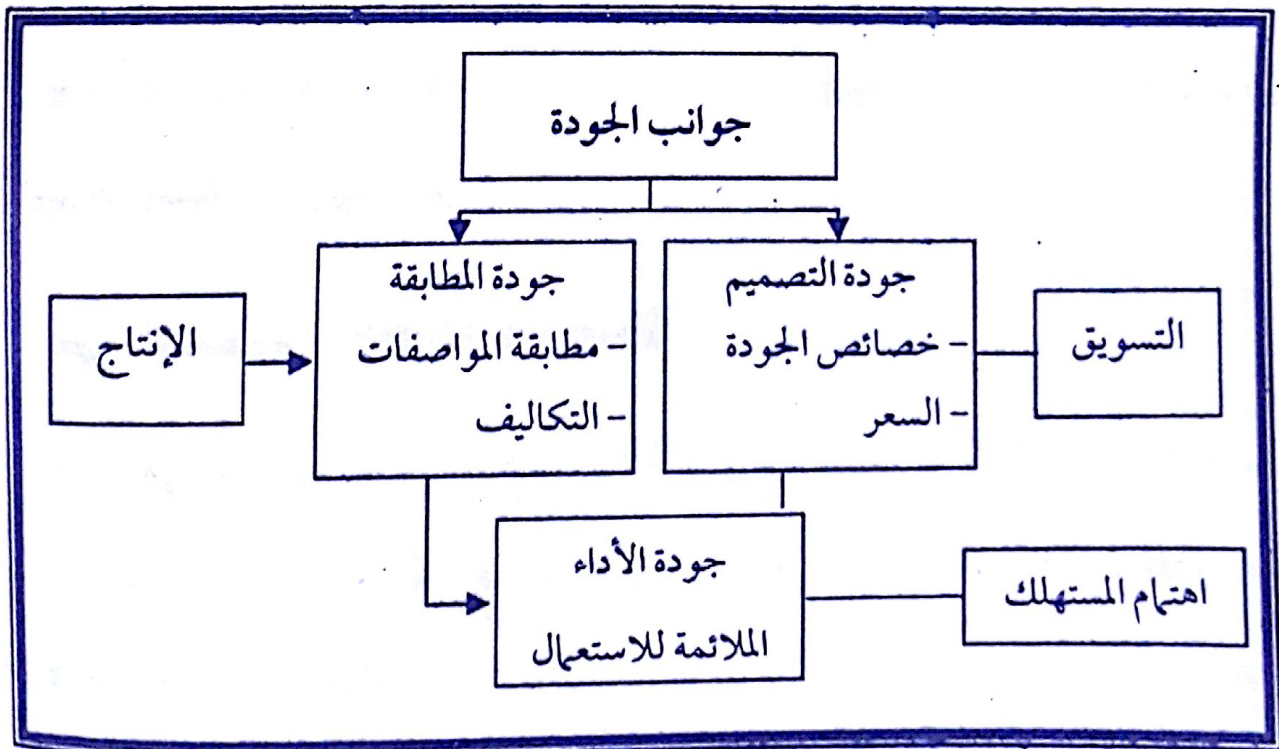 جوانب الجودة
جودة التصميم
- خصائص الجودة
- السعر
جودة المطابقة
- مطابقة المواصفات
- التكاليف
التسويق
الإنتاج
جودة الأداء
الملائمة للاستعمال
اهتمام المستهلك